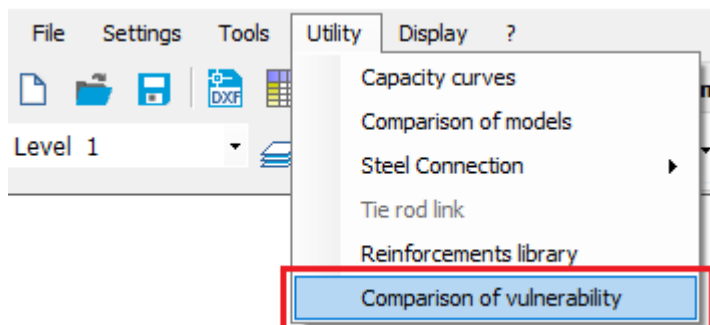 File Settings Tools Utility Display ?
DXF
Level 1
Capacity curves
Comparison of models
Steel Connection
Tie rod link
Reinforcements library
Comparison of vulnerability